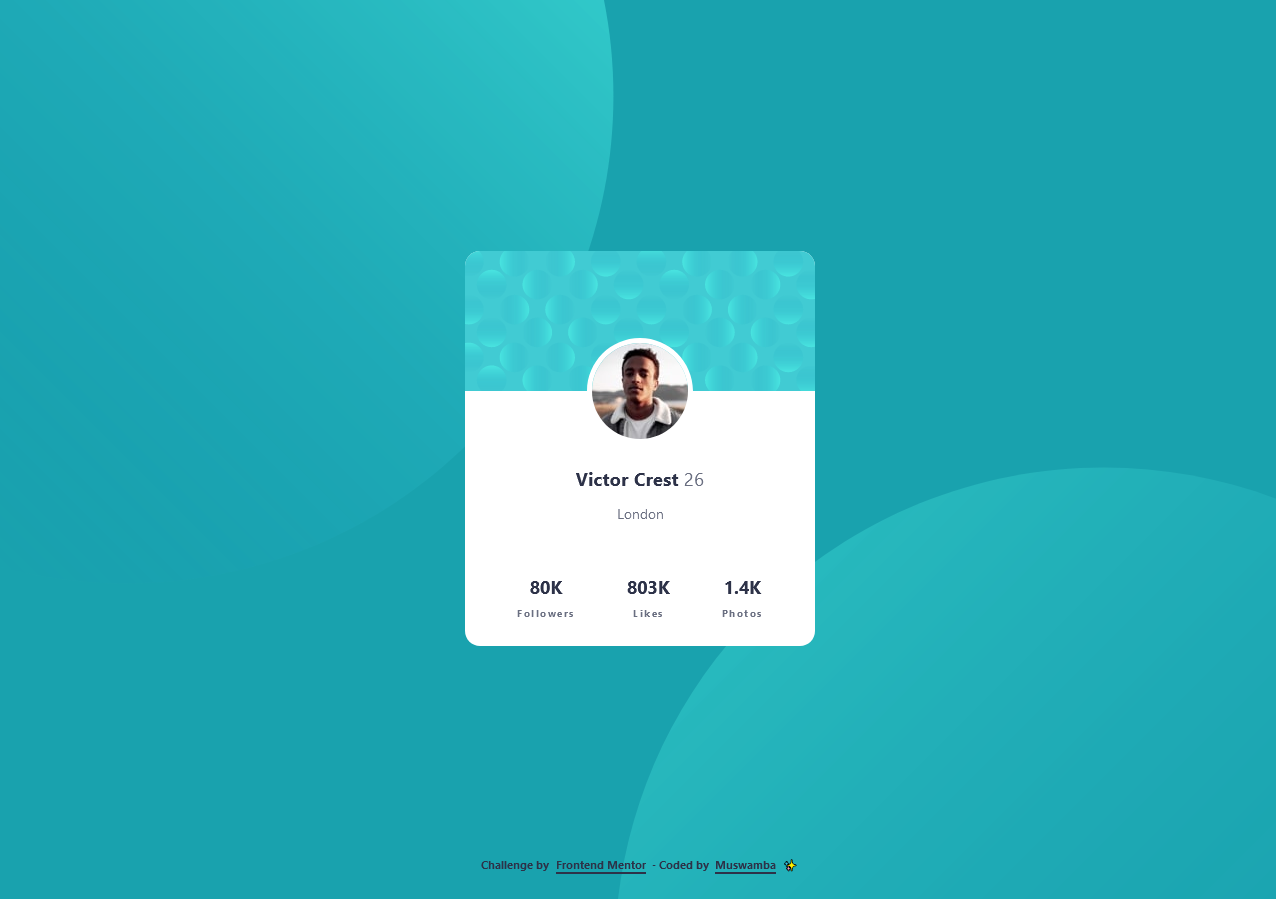 Victor Crest 26
London
80K 803K 1.4K
Followers Likes Photos
Challenge by Frontend Mentor - Coded by Muswamba ✨